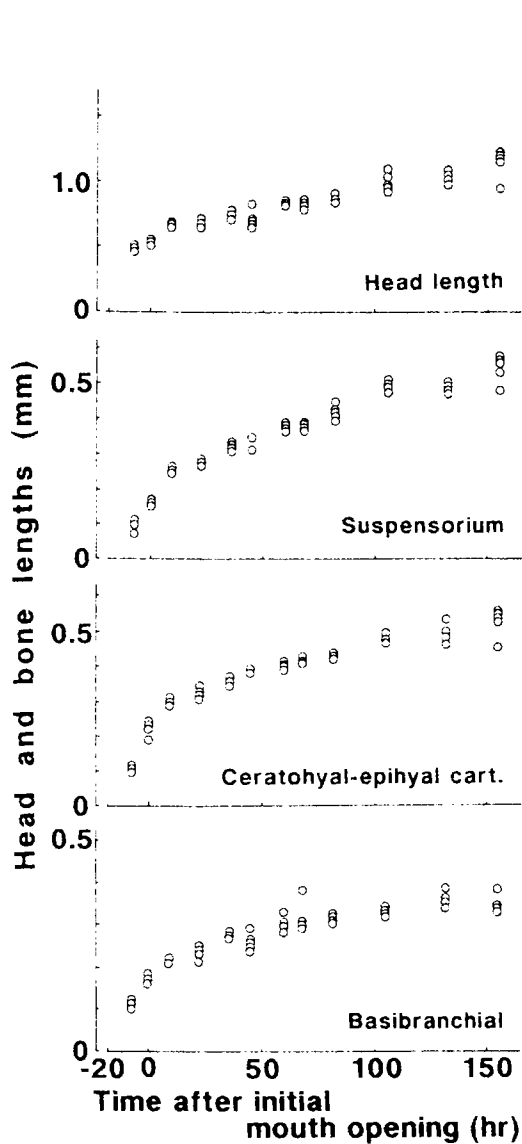 Head and bone lengths (mm)
1.0
0
Head length
0.5
0
Suspensorium
0.5
0
Ceratohyal-epihyal cart.
0.5
0
Basibranchial
-20 0 50 100 150
Time after initial
mouth opening (hr)